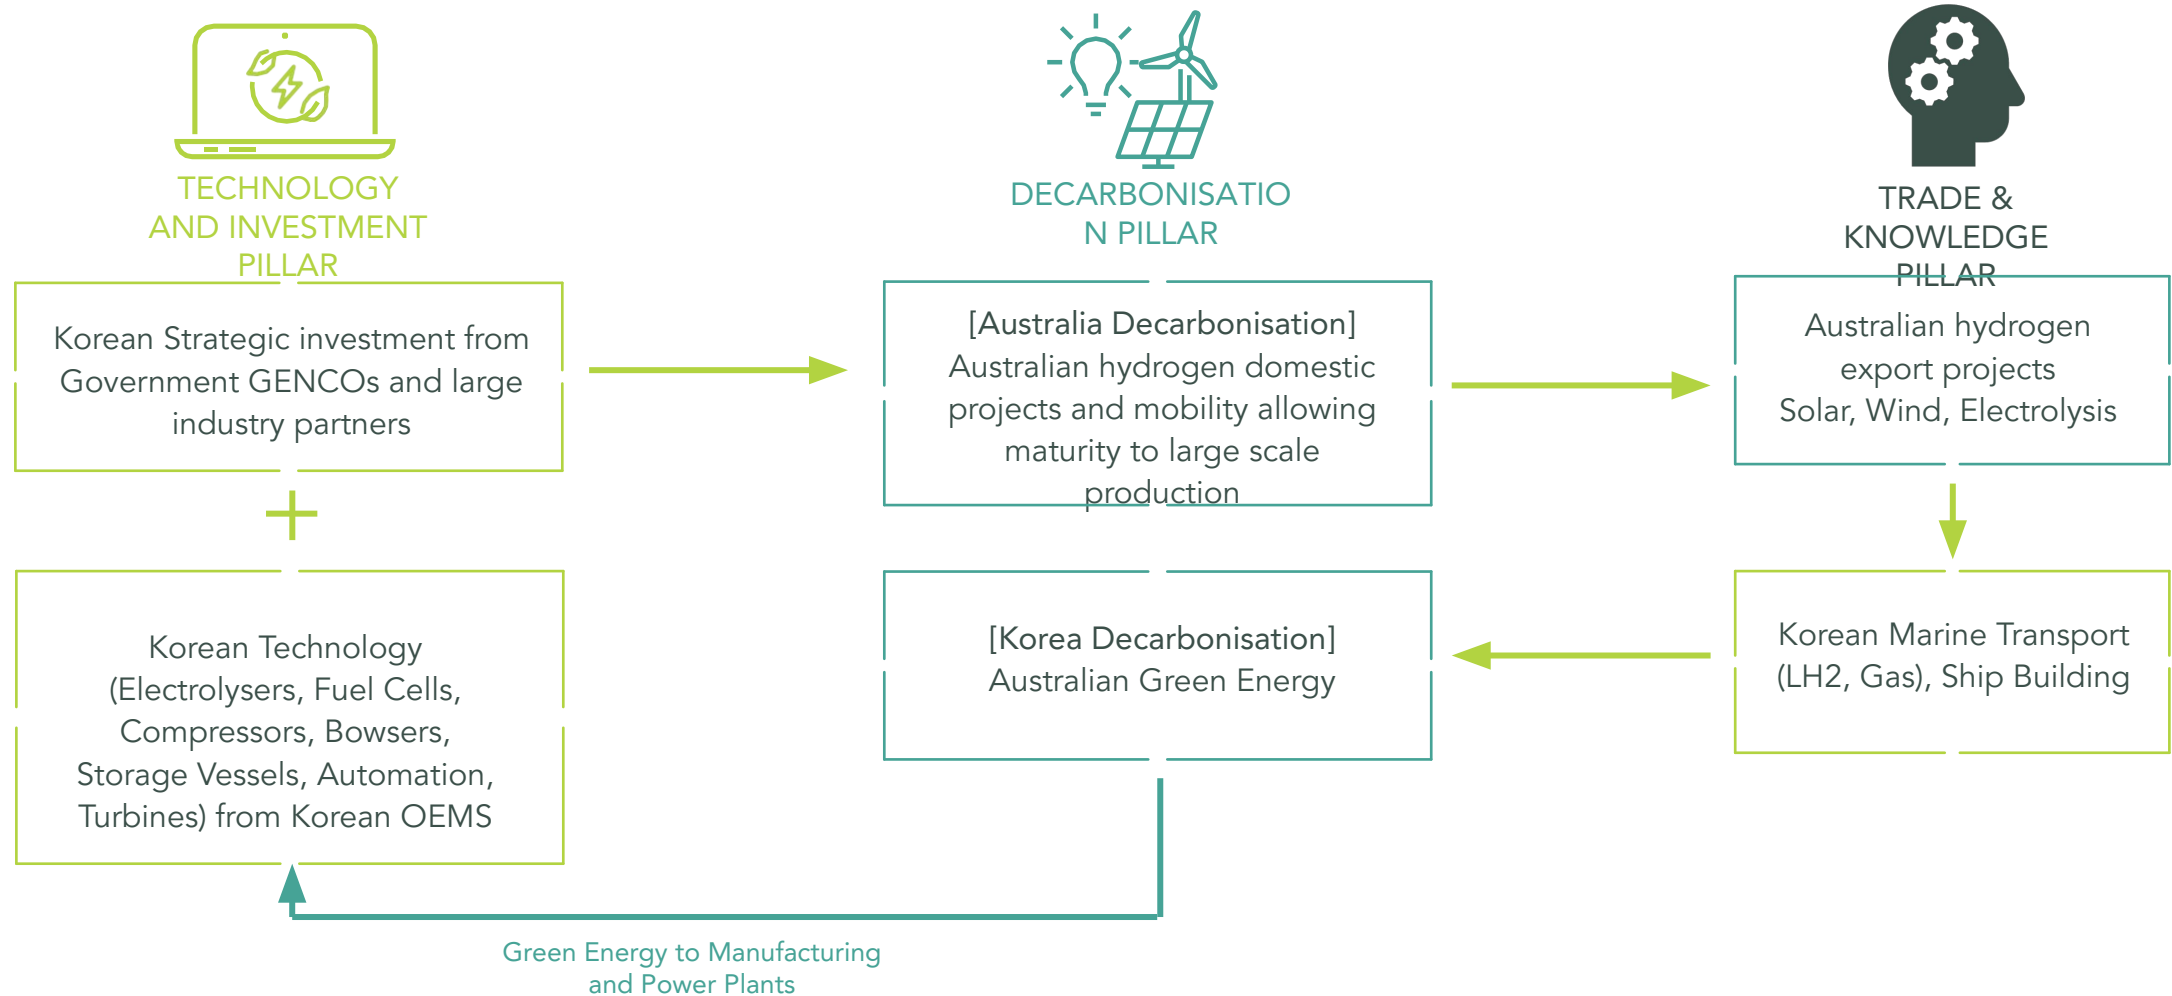 TECHNOLOGY
AND INVESTMENT
PILLAR
DECARBONISATIO
N PILLAR
TRADE &
KNOWLEDGE
PILLAR
Korean Strategic investment from
Government GENCOs and large
industry partners
[Australia Decarbonisation]
Australian hydrogen domestic
projects and mobility allowing
maturity to large scale
production
Australian hydrogen
export projects
Solar, Wind, Electrolysis
Korean Technology
(Electrolysers, Fuel Cells,
Compressors, Bowsers,
Storage Vessels, Automation,
Turbines) from Korean OEMS
[Korea Decarbonisation]
Australian Green Energy
Korean Marine Transport
(LH2, Gas), Ship Building
Green Energy to Manufacturing
and Power Plants